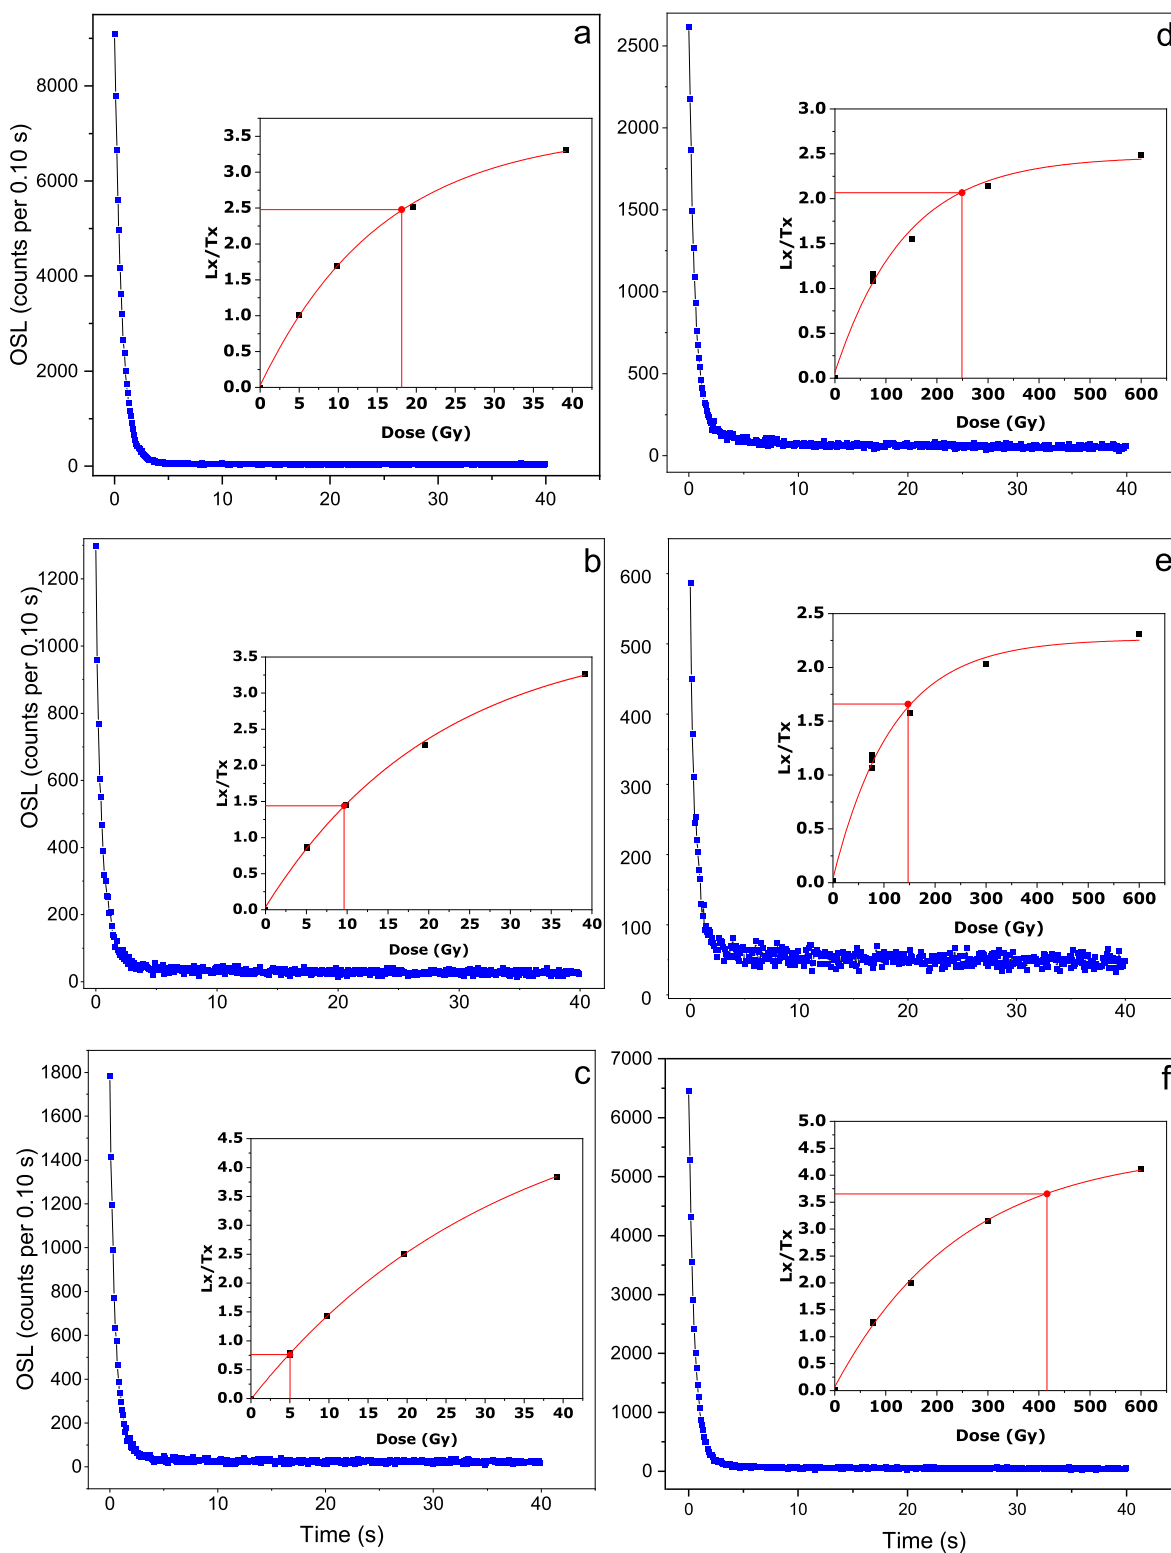 a
OSL (counts per 0.10 s)
8000
6000
4000
2000
0
0 10 20 30 40
Lx/Tx
3.5
3.0
2.5
2.0
1.5
1.0
0.5
0.0
0 5 10 15 20 25 30 35 40
Dose (Gy)
d
2500
2000
1500
1000
500
0
0 10 20 30 40
Lx/Tx
3.0
2.5
2.0
1.5
1.0
0.5
0.0
0 100 200 300 400 500 600
Dose (Gy)
b
OSL (counts per 0.10 s)
1200
1000
800
600
400
200
0
0 10 20 30 40
Lx/Tx
3.5
3.0
2.5
2.0
1.5
1.0
0.5
0.0
0 5 10 15 20 25 30 35 40
Dose (Gy)
e
600
500
400
300
200
100
50
0
0 10 20 30 40
Lx/Tx
2.5
2.0
1.5
1.0
0.5
0.0
0 100 200 300 400 500 600
Dose (Gy)
c
OSL (counts per 0.10 s)
1800
1600
1400
1200
1000
800
600
400
200
0
0 10 20 30 40
Time (s)
Lx/Tx
4.5
4.0
3.5
3.0
2.5
2.0
1.5
1.0
0.5
0.0
0 5 10 15 20 25 30 35 40
Dose (Gy)
f
7000
6000
5000
4000
3000
2000
1000
0
0 10 20 30 40
Time (s)
Lx/Tx
5.0
4.5
4.0
3.5
3.0
2.5
2.0
1.5
1.0
0.5
0.0
0 100 200 300 400 500 600
Dose (Gy)